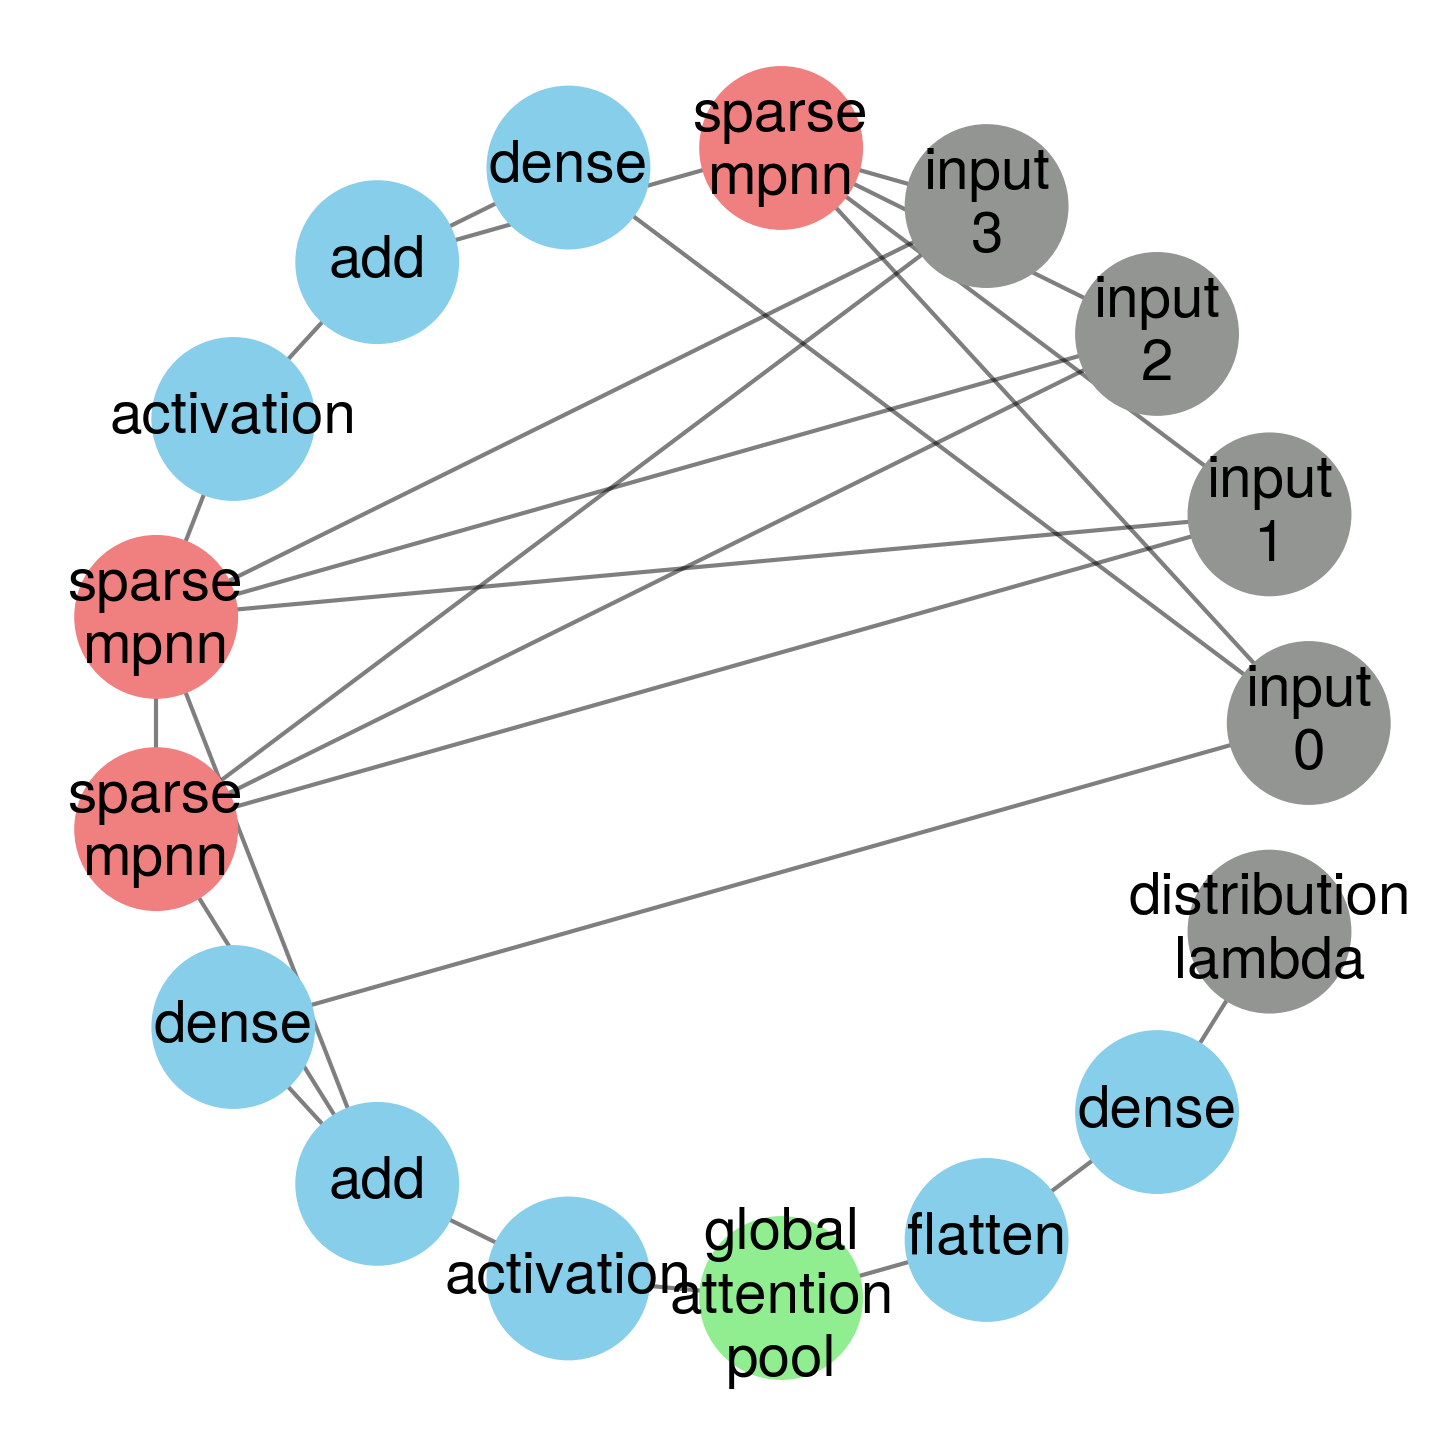 sparse
mpnn
dense
input
3
add
input
2
activation
input
1
sparse
mpnn
input
0
sparse
mpnn
distribution
lambda
dense
dense
add
flatten
activation
global
attention
pool